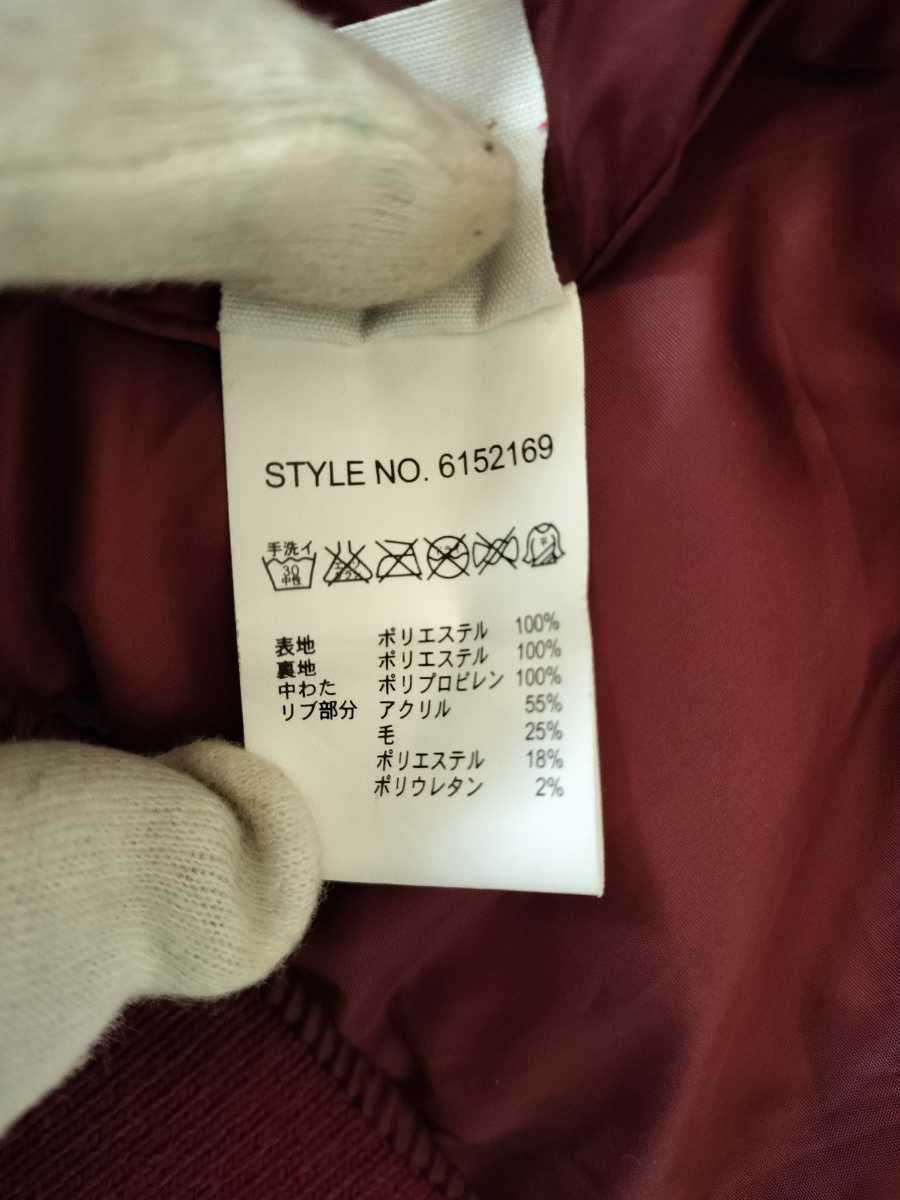 STYLE NO. 6152169
手洗イ
30
中性
平
表地 ポリエステル 100%
裏地 ポリエステル 100%
中わた ポリプロピレン 100%
リブ部分 アクリル 55%
毛 25%
ポリエステル 18%
ポリウレタン 2%